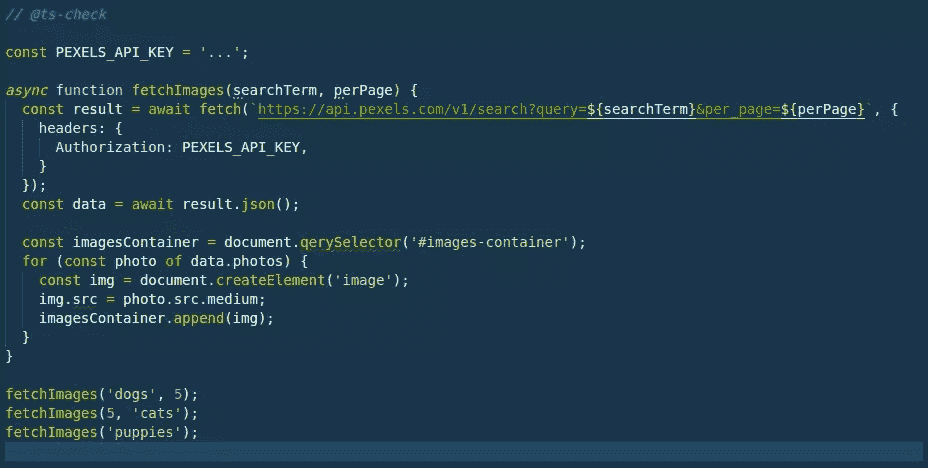 // @ts-check
const PEXELS_API_KEY = '...';
async function fetchImages(searchTerm, perPage) {
const result = await fetch(`https://api.pexels.com/v1/search?query=${searchTerm}&per_page=${perPage}`, {
headers: {
Authorization: PEXELS_API_KEY,
}
});
const data = await result.json();
const imagesContainer = document.qerySelector('#images-container');
for (const photo of data.photos) {
const img = document.createElement('image');
img.src = photo.src.medium;
imagesContainer.append(img);
}
}
fetchImages('dogs', 5);
fetchImages(5, 'cats');
fetchImages('puppies');